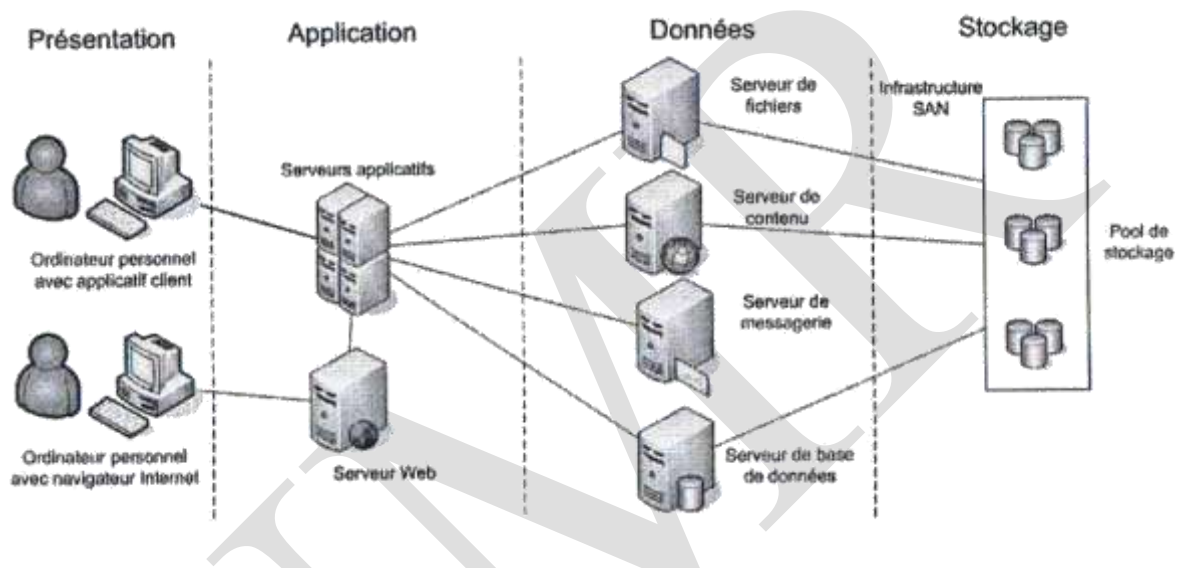 Présentation
Application
Données
Stockage
Ordinateur personnel
avec applicatif client
Ordinateur personnel
avec navigateur Internet
Serveurs applicatifs
Serveur Web
Serveur de
fichiers
Serveur de
contenu
Serveur de
messagerie
Serveur de base
de données
Infrastructure
SAN
Pool de
stockage